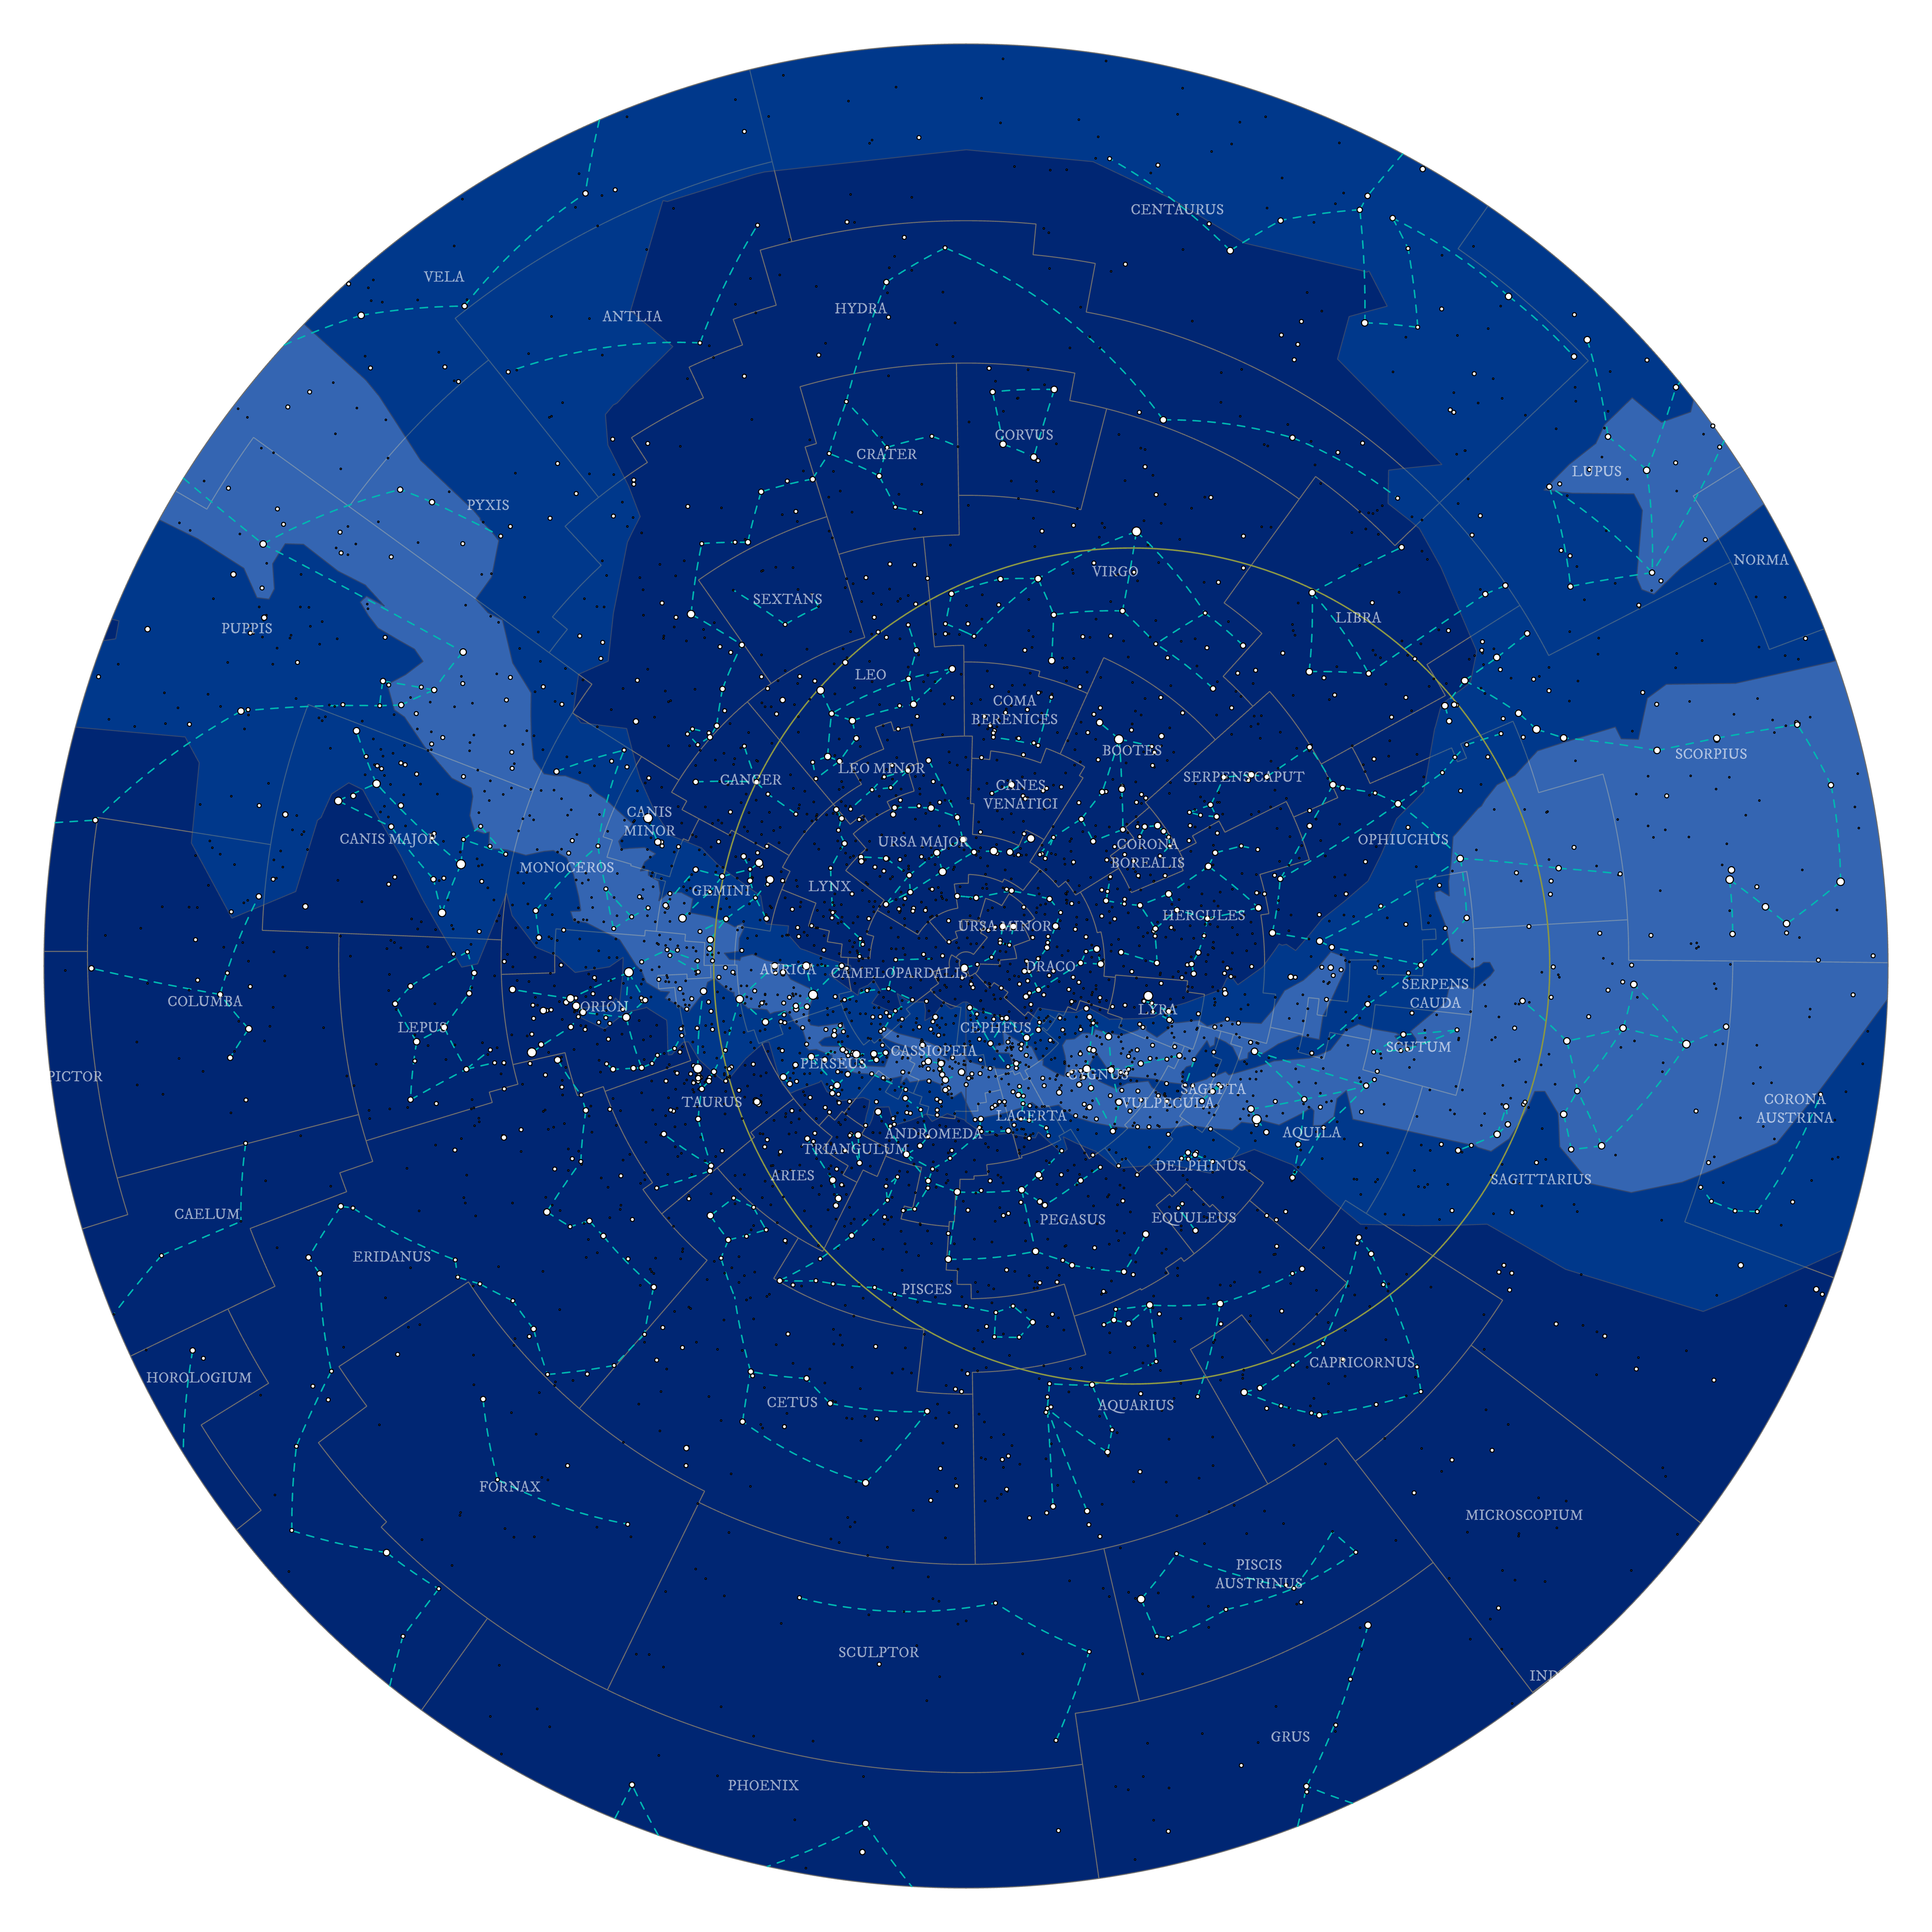 CENTAURUS
VELA
HYDRA
ANTLIA
CORVUS
CRATER
LUPUS
PYXIS
NORMA
VIRGO
SEXTANS
LIBRA
PUPPIS
LEO
COMA
BERENICES
BOOTES
SCORPIUS
LEO MINOR
SERPENS CAPUT
CANCER
CANES
VENATICI
CANIS
MINOR
CANIS MAJOR
URSA MAJOR
OPHIUCHUS
CORONA
BOREALIS
MONOCEROS
LYNX
GEMINI
HERCULES
URSA MINOR
DRACO
AURIGA
CAMELOPARDALIS
SERPENS
CAUDA
COLUMBA
ORION
LYRA
LEPUS
CEPHEUS
SCUTUM
CASSIOPEIA
PERSEUS
PICTOR
CYGNUS
SAGITTA
TAURUS
VULPECULA
CORONA
AUSTRINA
LACERTA
ANDROMEDA
AQUILA
TRIANGULUM
DELPHINUS
ARIES
SAGITTARIUS
CAELUM
EQUULEUS
PEGASUS
ERIDANUS
PISCES
CAPRICORNUS
HOROLOGIUM
CETUS
AQUARIUS
FORNAX
MICROSCOPIUM
PISCIS
AUSTRINUS
SCULPTOR
IND
GRUS
PHOENIX